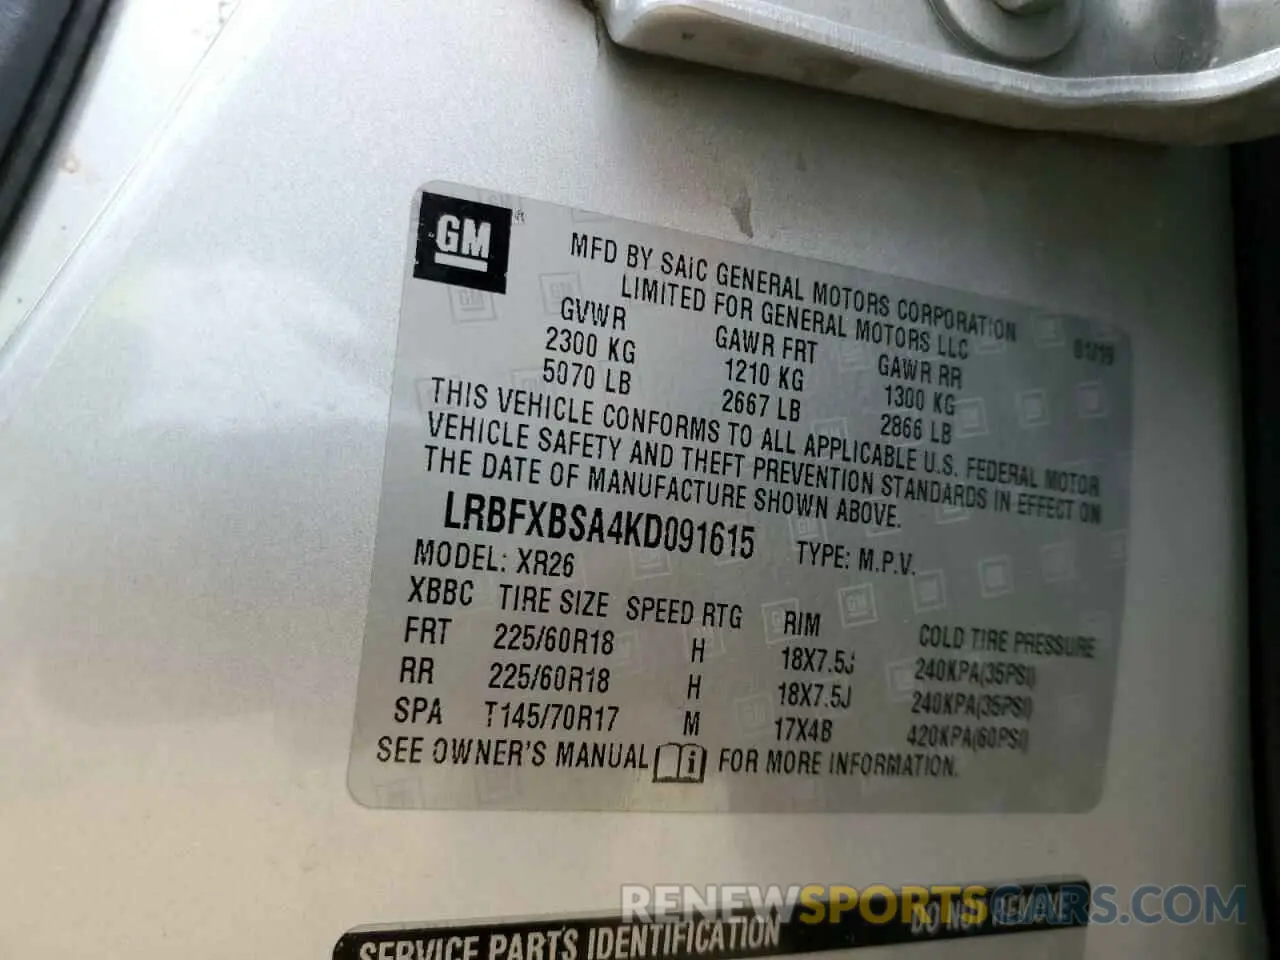 GM
MFD BY SAIC GENERAL MOTORS CORPORATION
LIMITED FOR GENERAL MOTORS LLC
01/19
GVWR GAWR FRT GAWR RR
2300 KG 1210 KG 1300 KG
5070 LB 2667 LB 2866 LB
THIS VEHICLE CONFORMS TO ALL APPLICABLE U.S. FEDERAL MOTOR
VEHICLE SAFETY AND THEFT PREVENTION STANDARDS IN EFFECT ON
THE DATE OF MANUFACTURE SHOWN ABOVE.
LRBFXBSA4KD091615 TYPE: M.P.V.
MODEL: XR26
XBBC TIRE SIZE SPEED RTG RIM COLD TIRE PRESSURE
FRT 225/60R18 H 18X7.5J 240KPA(35PSI)
RR 225/60R18 H 18X7.5J 240KPA(35PSI)
SPA T145/70R17 M 17X4B 420KPA(60PSI)
SEE OWNER'S MANUAL i FOR MORE INFORMATION.
RENEWSPORTSCARS.COM
SERVICE PARTS IDENTIFICATION DO NOT REMOVE